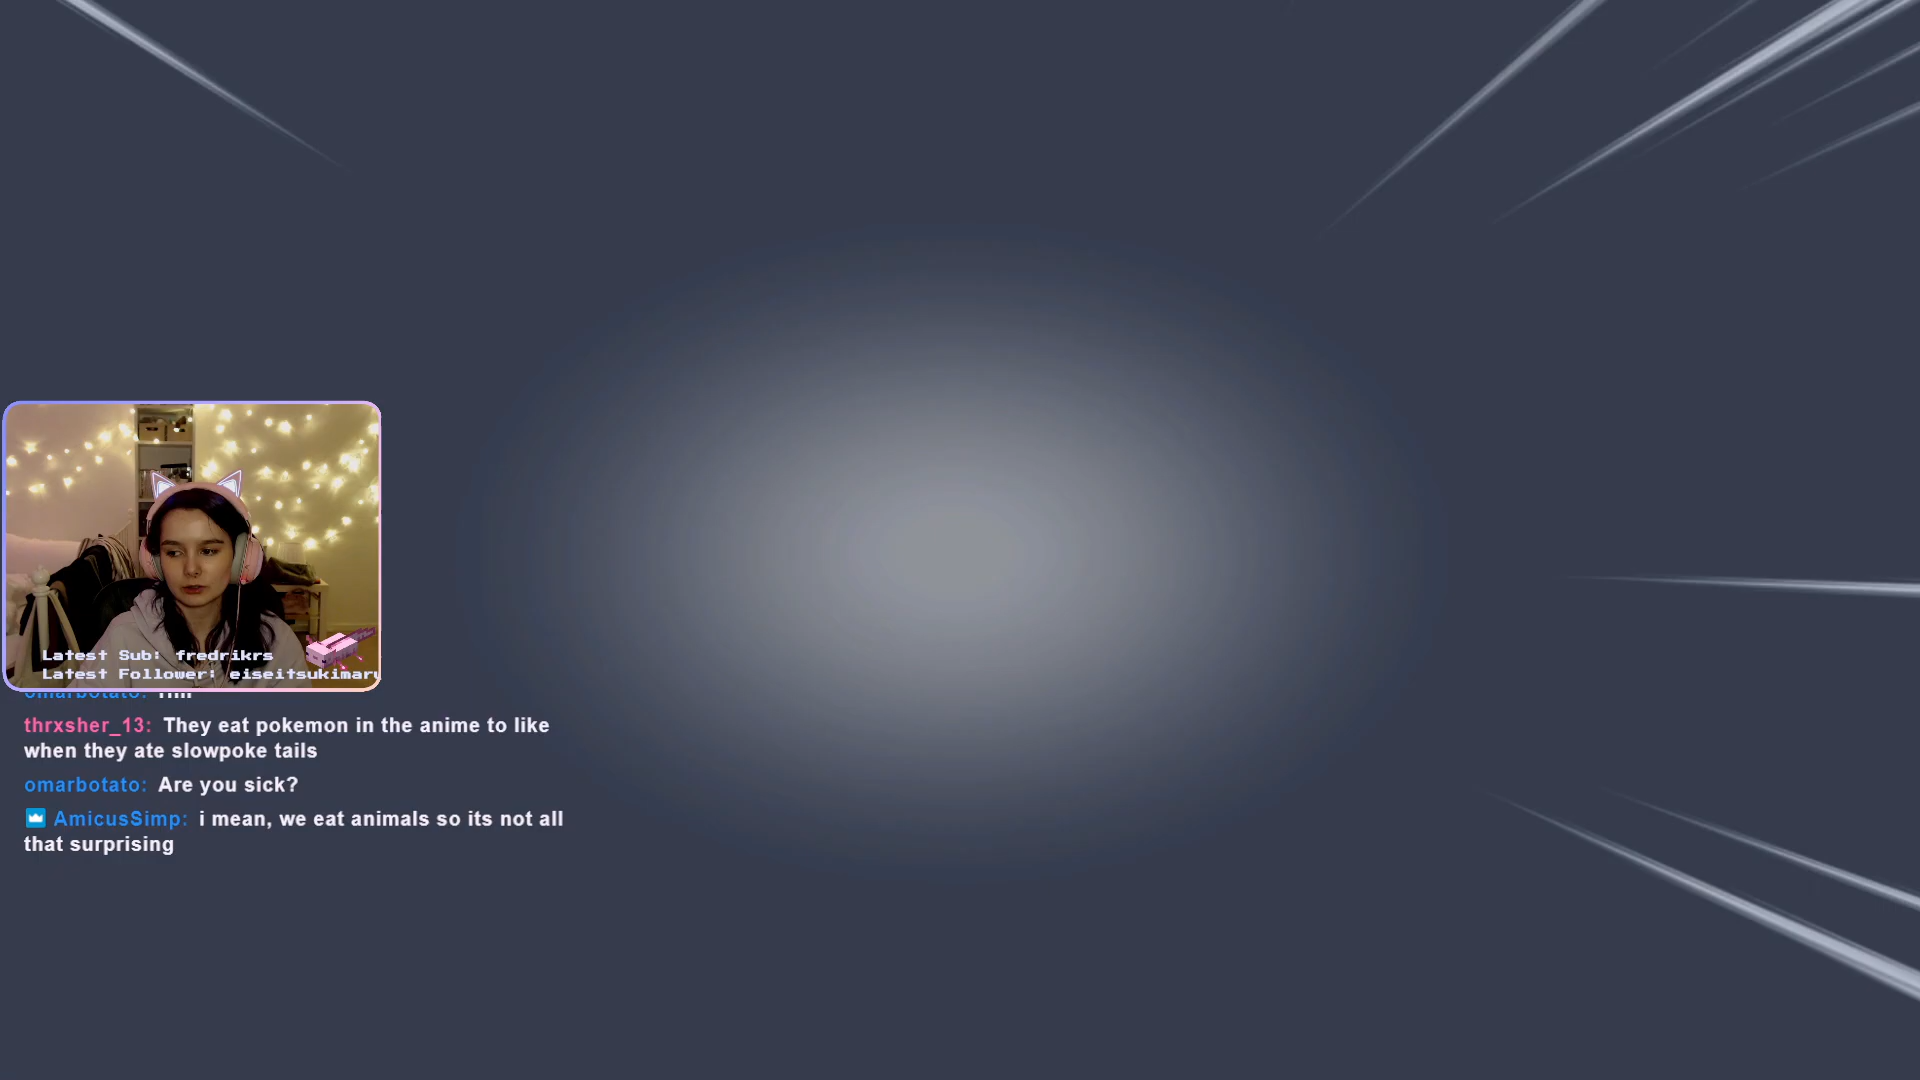 Latest Sub: fredrikrs
Latest Follower: eiseitsukimaru
omarbotato:
thrxsher_13: They eat pokemon in the anime to like
when they ate slowpoke tails
omarbotato: Are you sick?
AmicusSimp: i mean, we eat animals so its not all
that surprising